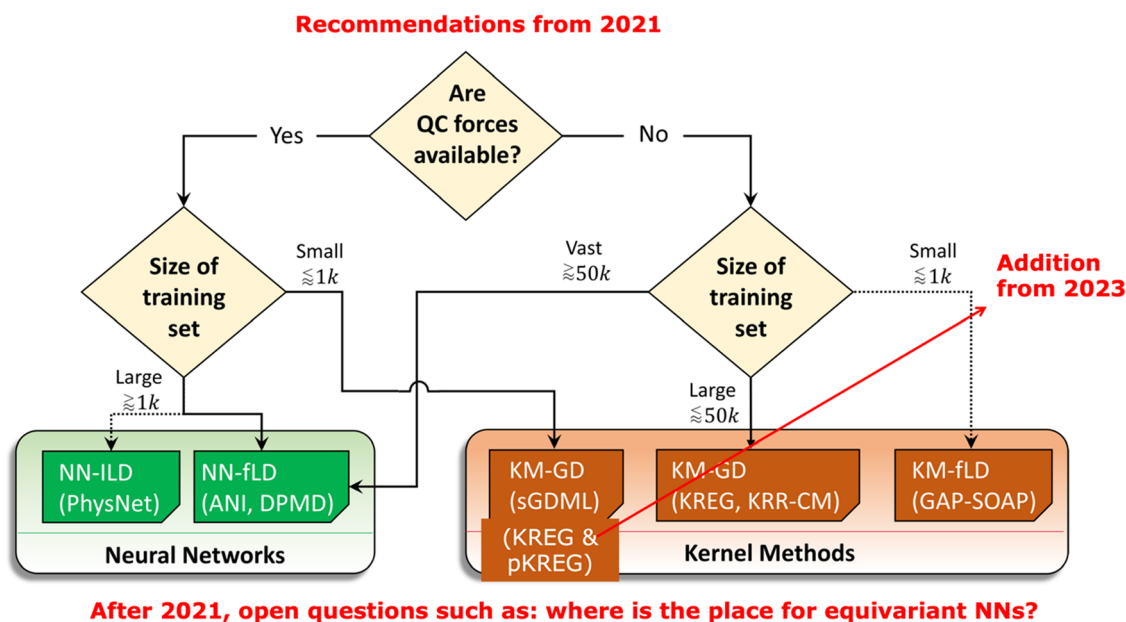 Recommendations from 2021
Are
QC forces
available?
Yes
No
Size of
training
set
Small
⪅1k
Large
⪆1k
Vast
⪆50k
Size of
training
set
Small
⪅1k
Large
⪅50k
Addition
from 2023
NN-lLD
(PhysNet)
NN-fLD
(ANI, DPMD)
Neural Networks
KM-GD
(sGDML)
(KREG &
pKREG)
KM-GD
(KREG, KRR-CM)
KM-fLD
(GAP-SOAP)
Kernel Methods
After 2021, open questions such as: where is the place for equivariant NNs?